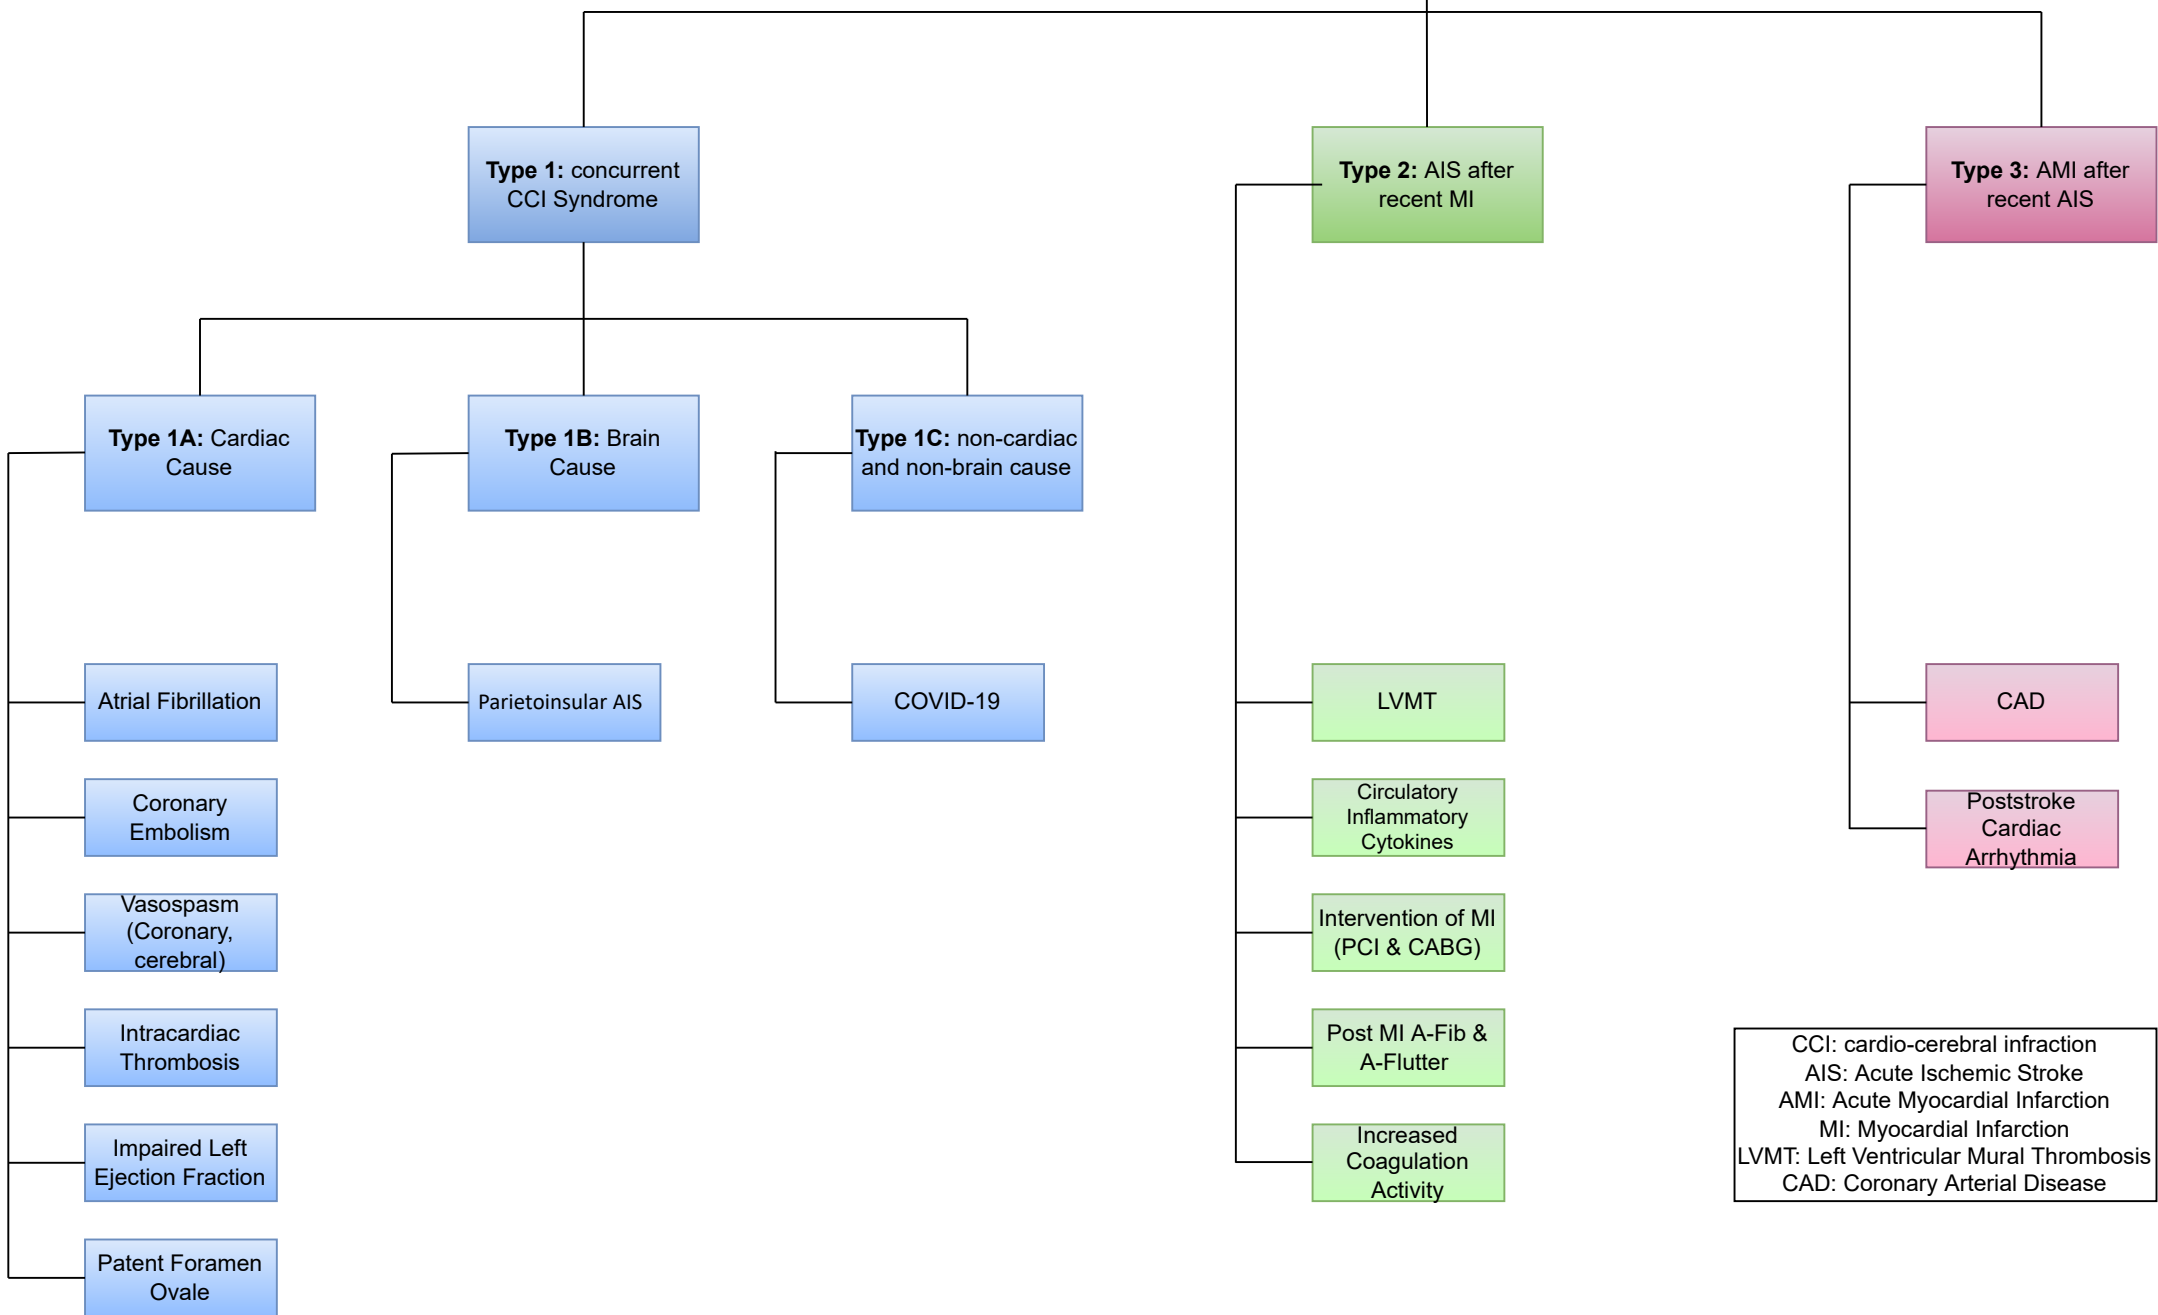 Type 1: concurrent
CCI Syndrome
Type 2: AIS after
recent MI
Type 3: AMI after
recent AIS
Type 1A: Cardiac
Cause
Type 1B: Brain
Cause
Type 1C: non-cardiac
and non-brain cause
Atrial Fibrillation
Parietoinsular AIS
COVID-19
LVMT
CAD
Coronary
Embolism
Circulatory
Inflammatory
Cytokines
Poststroke
Cardiac
Arrhythmia
Vasospasm
(Coronary,
cerebral)
Intervention of MI
(PCI & CABG)
Intracardiac
Thrombosis
Post MI A-Fib &
A-Flutter
Impaired Left
Ejection Fraction
Increased
Coagulation
Activity
Patent Foramen
Ovale
CCI: cardio-cerebral infraction
AIS: Acute Ischemic Stroke
AMI: Acute Myocardial Infarction
MI: Myocardial Infarction
LVMT: Left Ventricular Mural Thrombosis
CAD: Coronary Arterial Disease